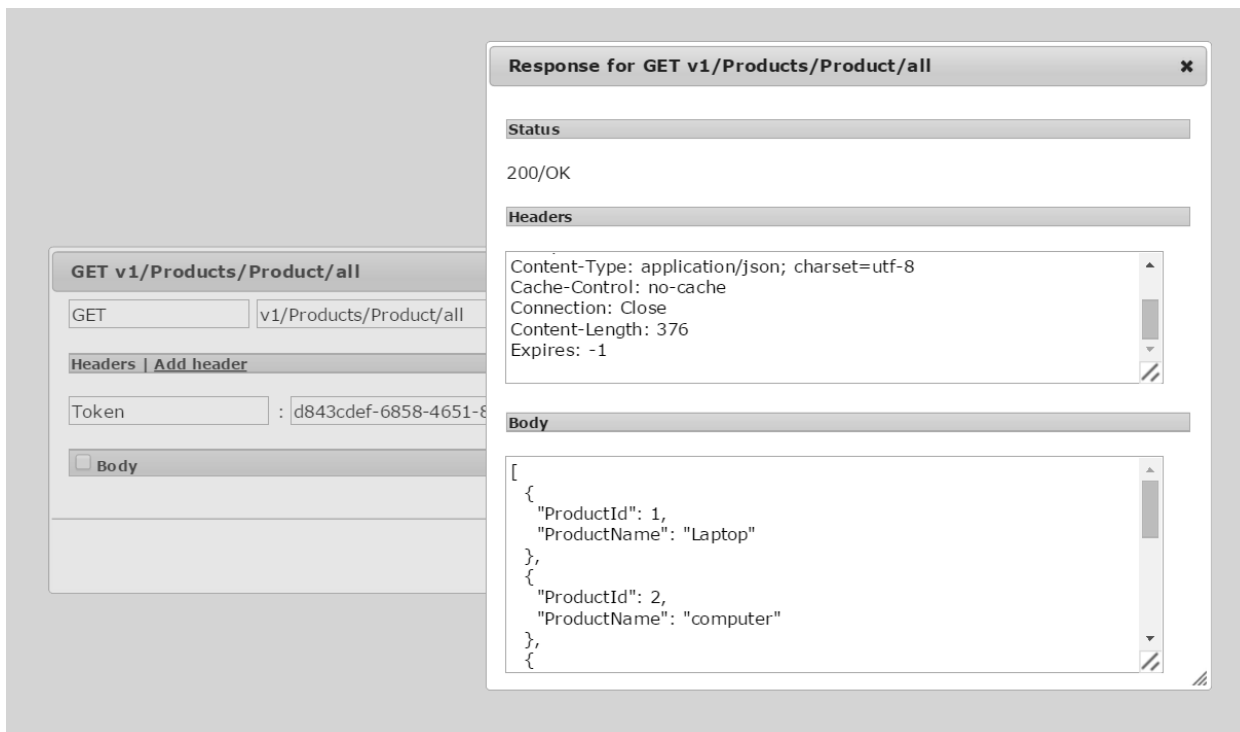 Response for GET v1/Products/Product/all
Status
200/OK
Headers
Content-Type: application/json; charset=utf-8
Cache-Control: no-cache
Connection: Close
Content-Length: 376
Expires: -1
Body
[
{
"ProductId": 1,
"ProductName": "Laptop"
},
{
"ProductId": 2,
"ProductName": "computer"
},
{
GET v1/Products/Product/all
GET v1/Products/Product/all
Headers | Add header
Token : d843cdef-6858-4651-8
Body